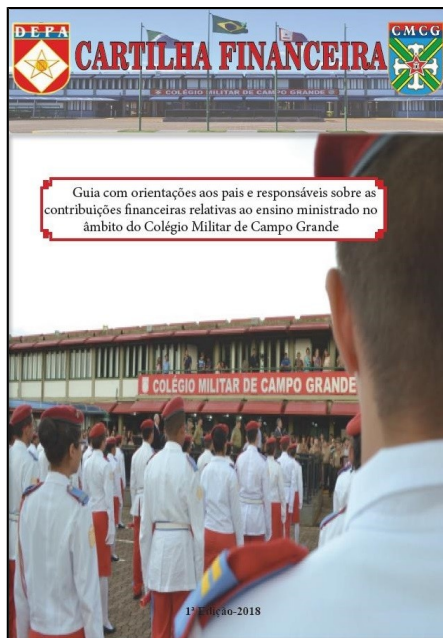 DEPA
CMCG
CARTILHA FINANCEIRA
COLÉGIO MILITAR DE CAMPO GRANDE
Guia com orientações aos pais e responsáveis sobre as
contribuições financeiras relativas ao ensino ministrado no
âmbito do Colégio Militar de Campo Grande
COLÉGIO MILITAR DE CAMPO GRANDE
1ª Edição-2018